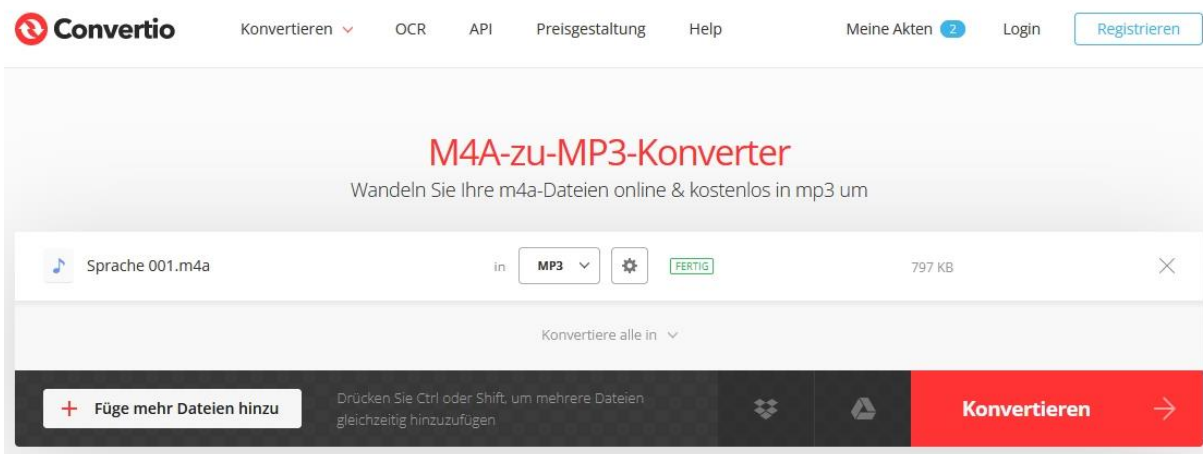 Convertio Konvertieren OCR API Preisgestaltung Help Meine Akten 2 Login Registrieren
M4A-zu-MP3-Konverter
Wandeln Sie Ihre m4a-Dateien online & kostenlos in mp3 um
Sprache 001.m4a in MP3 FERTIG 797 KB
Konvertiere alle in
Füge mehr Dateien hinzu
Drücken Sie Ctrl oder Shift, um mehrere Dateien
gleichzeitig hinzuzufügen
Konvertieren